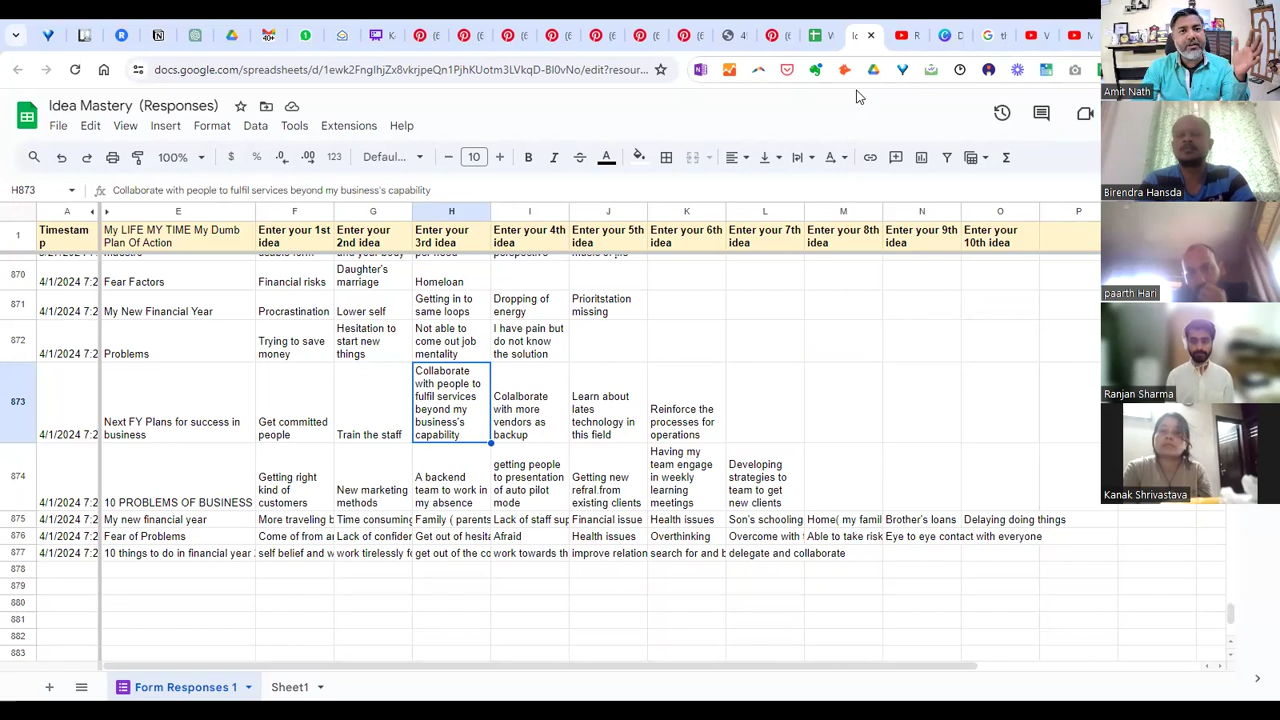 docs.google.com/spreadsheets/d/1ewk2FnglhjZX
edit?resour...
Idea Mastery (Responses)
File Edit View Insert Format Data Tools Extensions Help
100% $ % .0 .00 123 Defaul... 10
H873 Collaborate with people to fulfil services beyond my business's capability
A E F G H I J K L M N O P
1 Timestamp My LIFE MY TIME My Dumb Plan Of Action Enter your 1st idea Enter your 2nd idea Enter your 3rd idea Enter your 4th idea Enter your 5th idea Enter your 6th idea Enter your 7th idea Enter your 8th idea Enter your 9th idea Enter your 10th idea
870 4/1/2024 7:2 Fear Factors Financial risks Daughter's marriage Homeloan
871 4/1/2024 7:2 My New Financial Year Procrastination Lower self Getting in to same loops Dropping of energy Prioritstation missing
872 4/1/2024 7:2 Problems Trying to save money Hesitation to start new things Not able to come out job mentality I have pain but do not know the solution
873 4/1/2024 7:2 Next FY Plans for success in business Get committed people Train the staff Collaborate with people to fulfil services beyond my business's capability Colalborate with more vendors as backup Learn about lates technology in this field Reinforce the processes for operations
874 4/1/2024 7:2 10 PROBLEMS OF BUSINESS Getting right kind of customers New marketing methods A backend team to work in my absence getting people to presentation of auto pilot mode Getting new refral.from existing clients Having my team engage in weekly learning meetings Developing strategies to team to get new clients
875 4/1/2024 7:2 My new financial year More traveling b Time consuming Family ( parents Lack of staff sup Financial issue Health issues Son's schooling Home( my famil Brother's loans Delaying doing things
876 4/1/2024 7:2 Fear of Problems Come of from ar Lack of confider Get out of hesita Afraid Health issues Overthinking Overcome with Able to take risk Eye to eye contact with everyone
877 4/1/2024 7:2 10 things to do in financial year self belief and w work tirelessly fo get out of the co work towards th improve relation search for and b delegate and collaborate
878
879
880
881
882
883
Form Responses 1 Sheet1
Amit Nath
Birendra Hansda
paarth Hari
Ranjan Sharma
Kanak Shrivastava